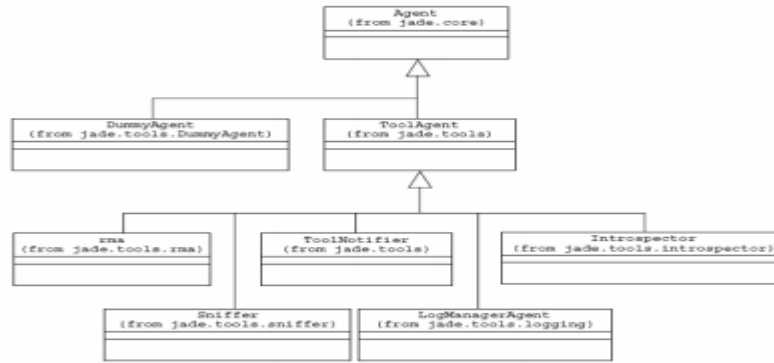 Agent
(from jade.core)
DummyAgent
(from jade.tools.DummyAgent)
ToolAgent
(from jade.tools)
rma
(from jade.tools.rma)
ToolNotifier
(from jade.tools)
Introspector
(from jade.tools.introspector)
Sniffer
(from jade.tools.sniffer)
LogManagerAgent
(from jade.tools.logging)